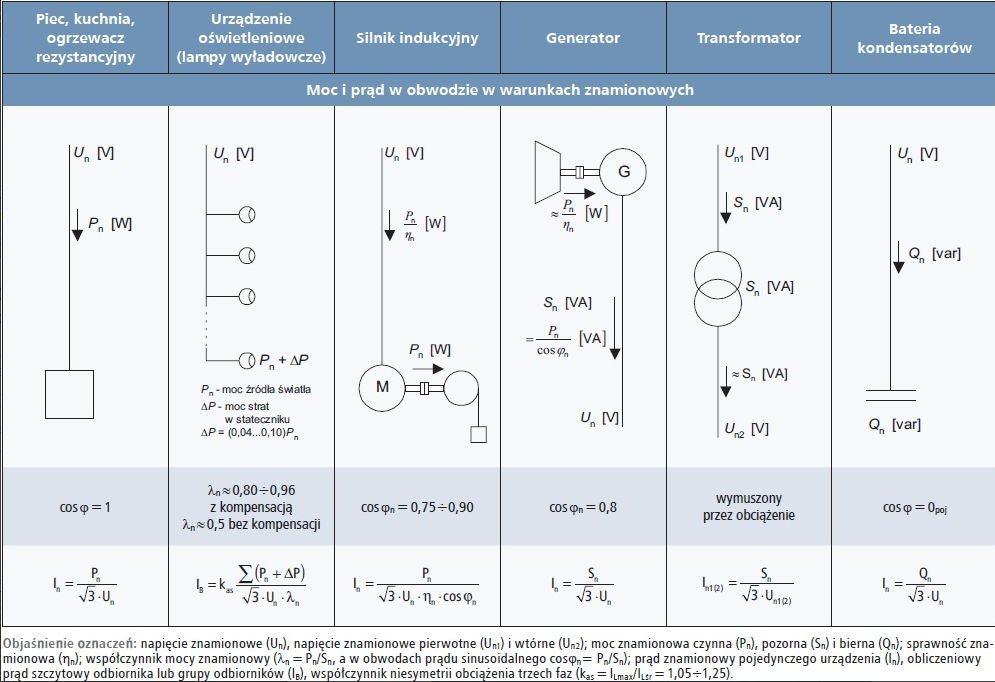 Piec, kuchnia,
ogrzewacz
rezystancyjny
Urządzenie
oświetleniowe
(lampy wyładowcze)
Silnik indukcyjny
Generator
Transformator
Bateria
kondensatorów
Moc i prąd w obwodzie w warunkach znamionowych
Uₙ [V]
Pₙ [W]
Uₙ [V]
Pₙ + ΔP
Pₙ - moc źródła światła
ΔP - moc strat
w stateczniku
ΔP = (0,04...0,10)Pₙ
Uₙ [V]
Pₙ/ηₙ [W]
Pₙ [W]
M
G
≈ Pₙ/ηₙ [W]
Sₙ [VA]
= Pₙ/cos φₙ [VA]
Uₙ [V]
Uₙ₁ [V]
Sₙ [VA]
Sₙ [VA]
≈ Sₙ [VA]
Uₙ₂ [V]
Uₙ [V]
Qₙ [var]
Qₙ [var]
cos φ = 1
λₙ ≈ 0,80÷0,96
z kompensacją
λₙ ≈ 0,5 bez kompensacji
cos φₙ = 0,75÷0,90
cos φₙ = 0,8
wymuszony
przez obciążenie
cos φ = 0poj
Iₙ = Pₙ/(√3·Uₙ)
I_B = kₐₛ ∑(Pₙ + ΔP)/(√3·Uₙ·λₙ)
Iₙ = Pₙ/(√3·Uₙ·ηₙ·cos φₙ)
Iₙ = Sₙ/(√3·Uₙ)
Iₙ₁₍₂₎ = Sₙ/(√3·Uₙ₁₍₂₎)
Iₙ = Qₙ/(√3·Uₙ)
Objaśnienie oznaczeń: napięcie znamionowe (Uₙ), napięcie znamionowe pierwotne (Uₙ₁) i wtórne (Uₙ₂); moc znamionowa czynna (Pₙ), pozorna (Sₙ) i bierna (Qₙ); sprawność zna-
mionowa (ηₙ); współczynnik mocy znamionowy (λₙ = Pₙ/Sₙ, a w obwodach prądu sinusoidalnego cosφₙ= Pₙ/Sₙ); prąd znamionowy pojedynczego urządzenia (Iₙ), obliczeniowy
prąd szczytowy odbiornika lub grupy odbiorników (I_B), współczynnik niesymetrii obciążenia trzech faz (kₐₛ = I_Lmax/I_Lśr = 1,05÷1,25).